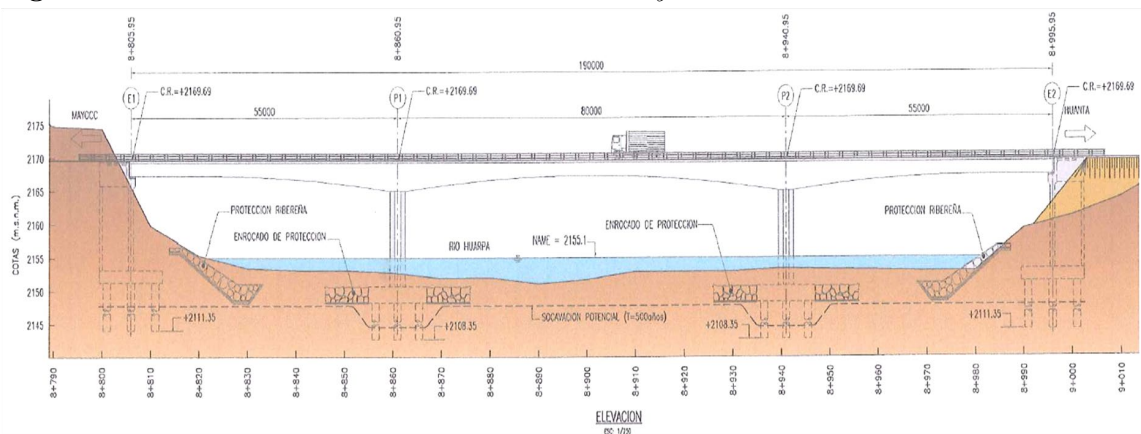 8+805.95
8+860.95
8+940.95
8+995.95
190000
E1
P1
P2
E2
C.R.=+2169.69
C.R.=+2169.69
C.R.=+2169.69
C.R.=+2169.69
55000
80000
55000
MAYOCC
HUANTA
2175
2170
2165
2160
2155
2150
2145
COTAS (m.s.n.m.)
PROTECCION RIBEREÑA
ENROCADO DE PROTECCION
RIO HUARPA
NAME = 2155.1
ENROCADO DE PROTECCION
PROTECCION RIBEREÑA
+2111.35
+2108.35
SOCAVACION POTENCIAL (T=500años)
+2108.35
+2111.35
8+790
8+800
8+810
8+820
8+830
8+840
8+850
8+860
8+870
8+880
8+890
8+900
8+910
8+920
8+930
8+940
8+950
8+960
8+970
8+980
8+990
9+000
9+010
ELEVACION